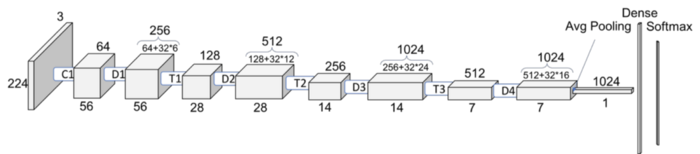 Dense
3
256
512
1024
1024
Avg Pooling
Softmax
64
64+32*6
128
128+32*12
256
256+32*24
512
512+32*16
1024
224
C1
D1
T1
D2
T2
D3
T3
D4
56
56
28
28
14
14
7
7
1